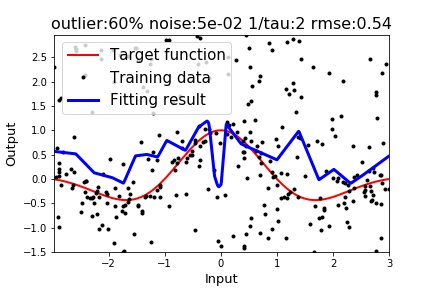 outlier:60% noise:5e-02 1/tau:2 rmse:0.54
Target function
Training data
Fitting result
Output
2.5
2.0
1.5
1.0
0.5
0.0
−0.5
−1.0
−1.5
−2
−1
0
1
2
3
Input